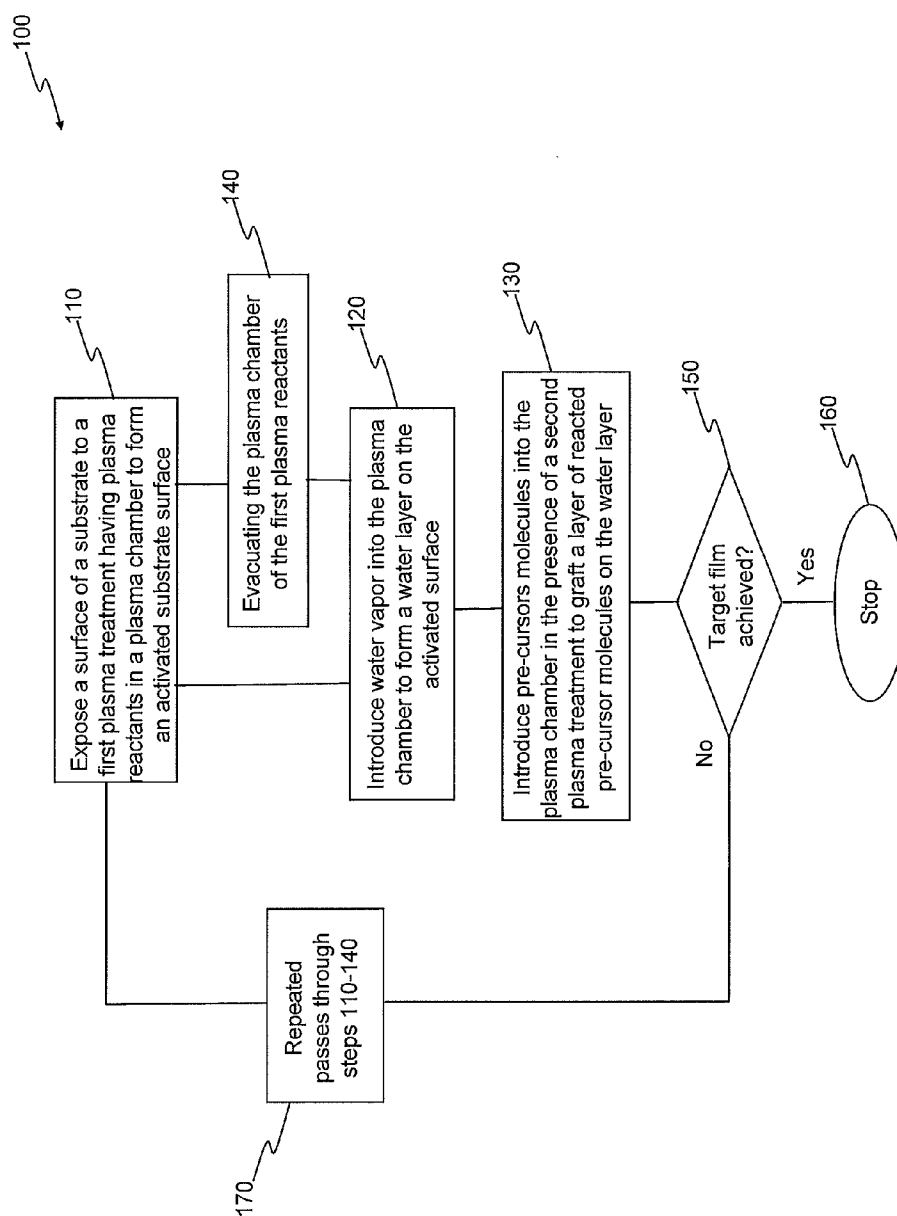 100
110
Expose a surface of a substrate to a
first plasma treatment having plasma
reactants in a plasma chamber to form
an activated substrate surface
140
Evacuating the plasma chamber
of the first plasma reactants
120
Introduce water vapor into the plasma
chamber to form a water layer on the
activated surface
130
Introduce pre-cursors molecules into the
plasma chamber in the presence of a second
plasma treatment to graft a layer of reacted
pre-cursor molecules on the water layer
150
Target film
achieved?
No
Yes
160
Stop
170
Repeated
passes through
steps 110-140